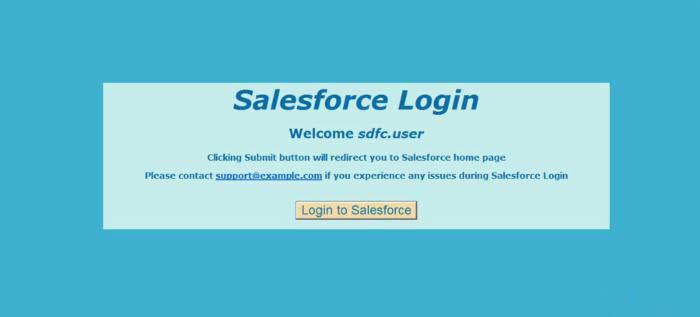 Salesforce Login
Welcome sdfc.user
Clicking Submit button will redirect you to Salesforce home page
Please contact support@example.com if you experience any issues during Salesforce Login
Login to Salesforce